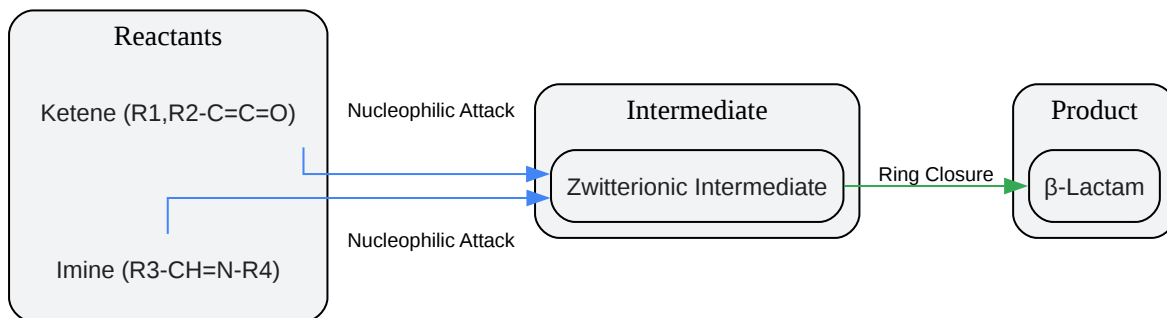 Reactants
Ketene (R1,R2-C=C=O)
Imine (R3-CH=N-R4)
Nucleophilic Attack
Nucleophilic Attack
Intermediate
Zwitterionic Intermediate
Ring Closure
Product
β-Lactam